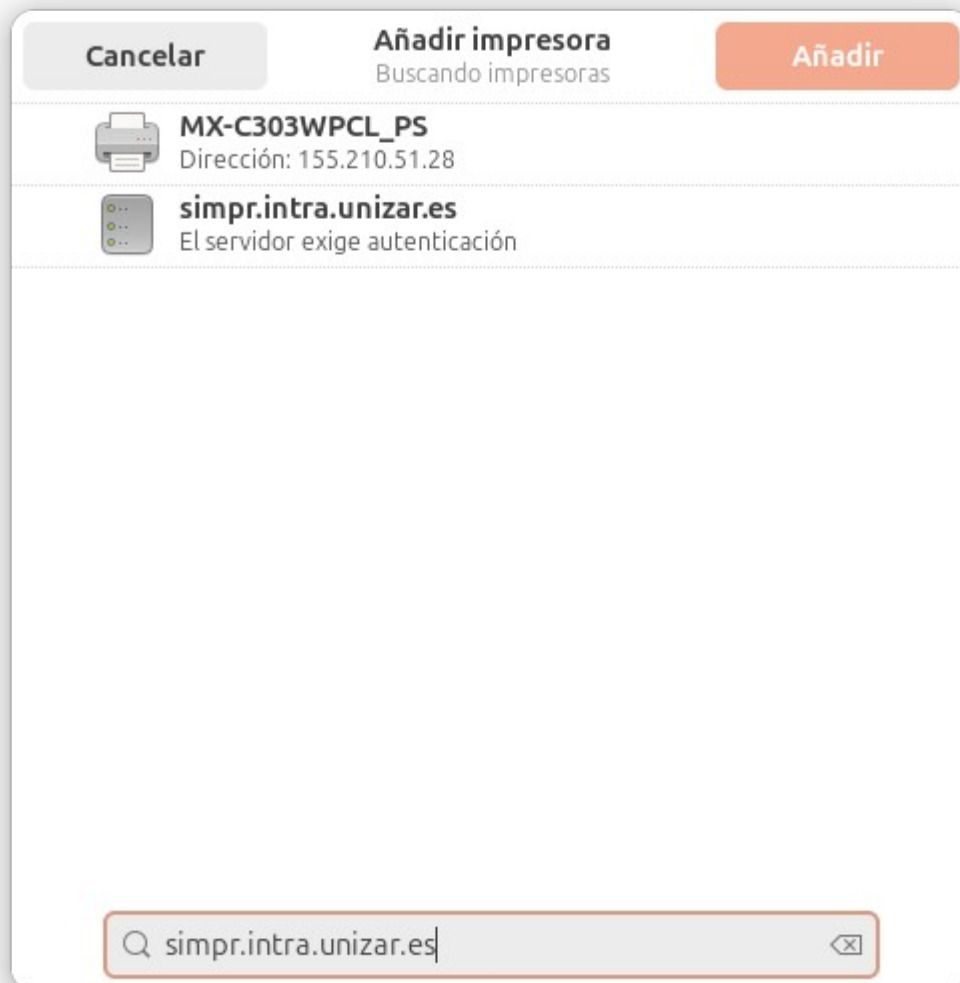 Cancelar
Añadir impresora
Buscando impresoras
Añadir
MX-C303WPCL_PS
Dirección: 155.210.51.28
simpr.intra.unizar.es
El servidor exige autenticación
simpr.intra.unizar.es